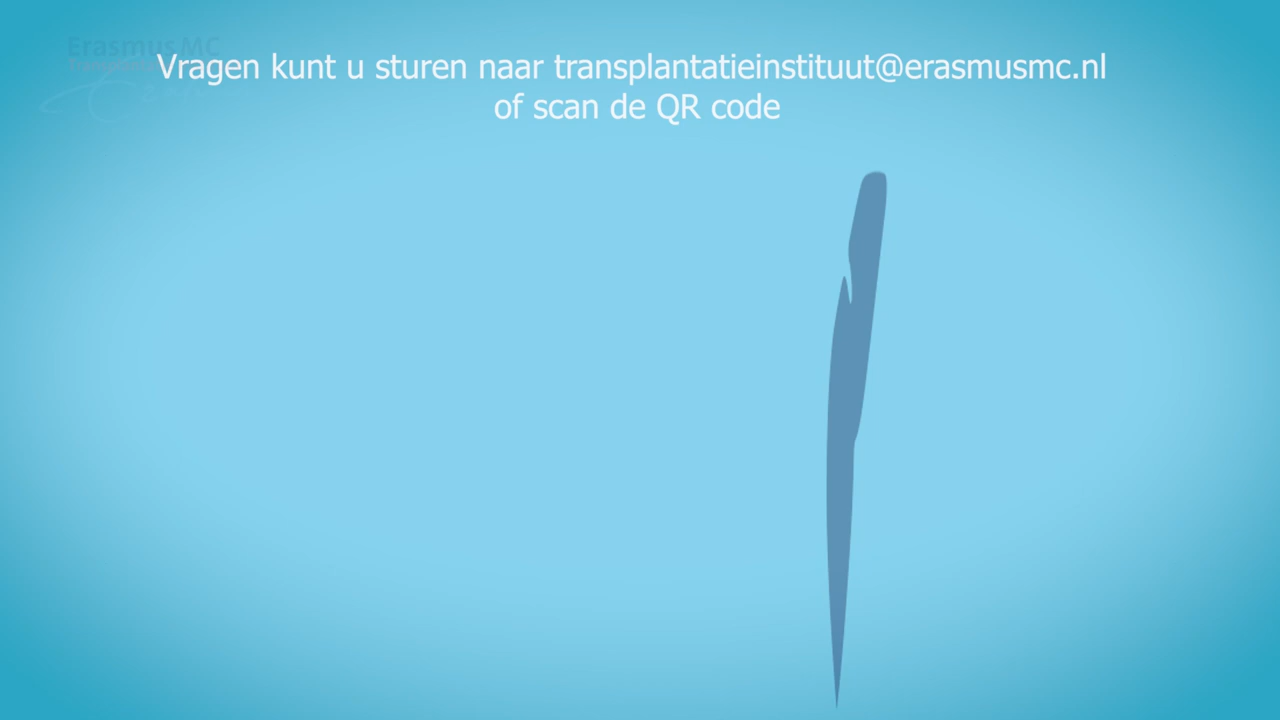 Erasmus MC
Vragen kunt u sturen naar transplantatieinstituut@erasmusmc.nl
of scan de QR code